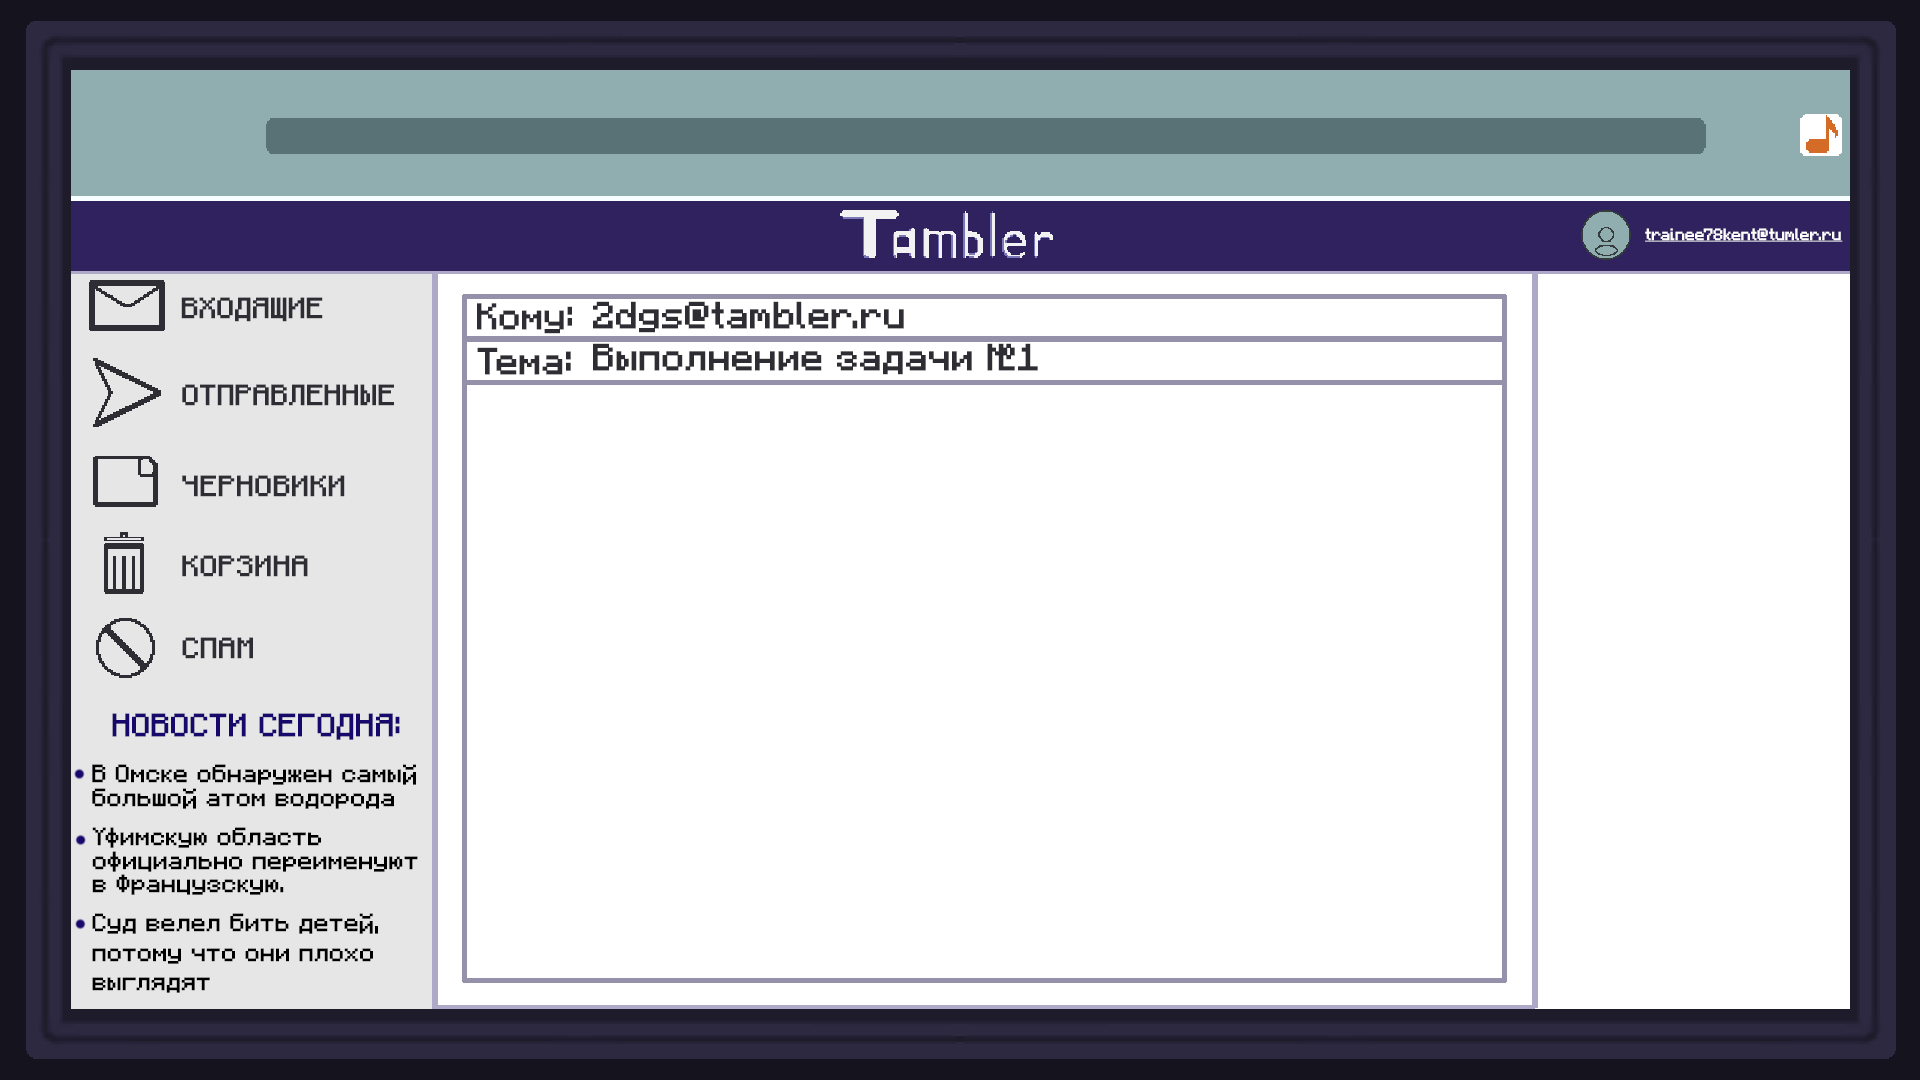 Tambler
trainee78kent@tumler.ru
ВХОДЯЩИЕ
ОТПРАВЛЕННЫЕ
ЧЕРНОВИКИ
КОРЗИНА
СПАМ
НОВОСТИ СЕГОДНЯ:
• В Омске обнаружен самый
большой атом водорода
• Уфимскую область
официально переименуют
в Французскую.
• Суд велел бить детей,
потому что они плохо
выглядят
Кому: 2dgs@tambler.ru
Тема: Выполнение задачи №1